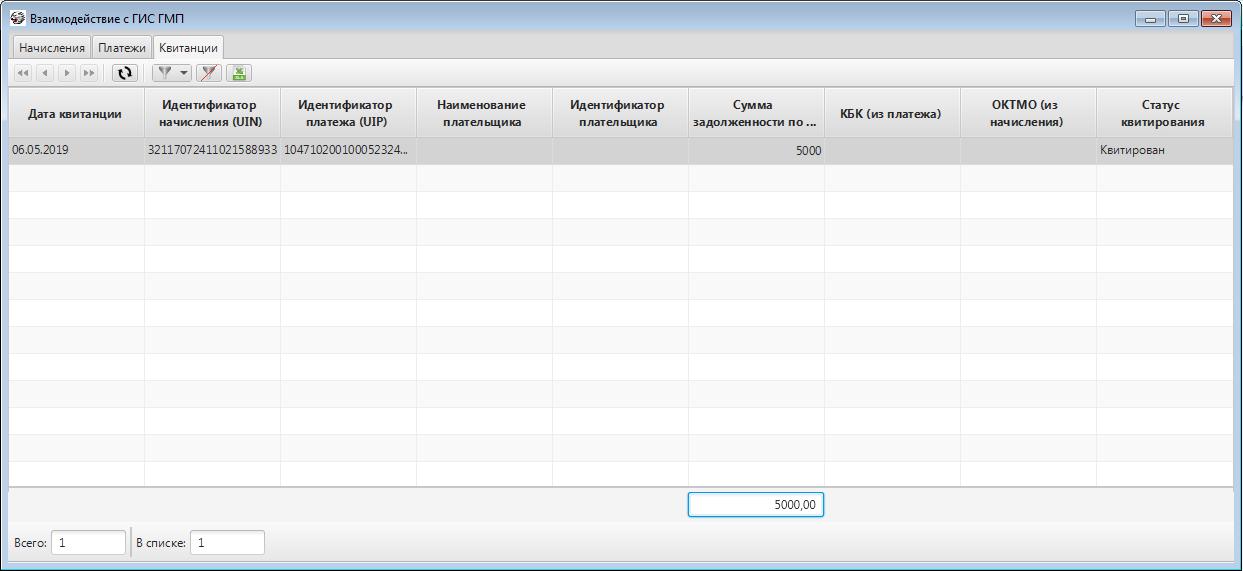 Взаимодействие с ГИС ГМП
Начисления Платежи Квитанции
Дата квитанции
Идентификатор начисления (UIN)
Идентификатор платежа (UIP)
Наименование плательщика
Идентификатор плательщика
Сумма задолженности по ...
КБК (из платежа)
ОКТМО (из начисления)
Статус квитирования
06.05.2019 32117072411021588933 104710200100052324... 5000 Квитирован
5000,00
Всего: 1 В списке: 1